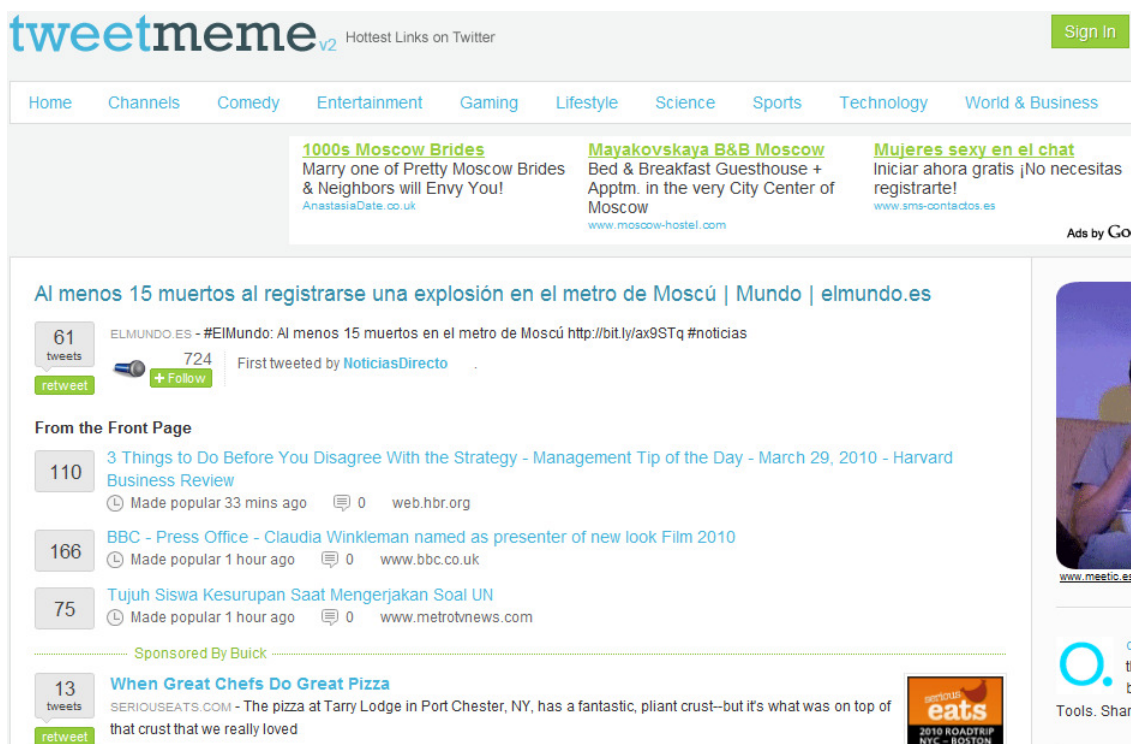 tweetmeme v2 Hottest Links on Twitter
Sign In
Home Channels Comedy Entertainment Gaming Lifestyle Science Sports Technology World & Business
1000s Moscow Brides
Marry one of Pretty Moscow Brides
& Neighbors will Envy You!
AnastasiaDate.co.uk
Mayakovskaya B&B Moscow
Bed & Breakfast Guesthouse +
Apptm. in the very City Center of
Moscow
www.moscow-hostel.com
Mujeres sexy en el chat
Iniciar ahora gratis ¡No necesitas
registrarte!
www.sms-contactos.es
Ads by Goo
Al menos 15 muertos al registrarse una explosión en el metro de Moscú | Mundo | elmundo.es
61
tweets
retweet
ELMUNDO.ES - #ElMundo: Al menos 15 muertos en el metro de Moscú http://bit.ly/ax9STq #noticias
724
+ Follow
First tweeted by NoticiasDirecto .
From the Front Page
110
3 Things to Do Before You Disagree With the Strategy - Management Tip of the Day - March 29, 2010 - Harvard
Business Review
Made popular 33 mins ago 0 web.hbr.org
166
BBC - Press Office - Claudia Winkleman named as presenter of new look Film 2010
Made popular 1 hour ago 0 www.bbc.co.uk
75
Tujuh Siswa Kesurupan Saat Mengerjakan Soal UN
Made popular 1 hour ago 0 www.metrotvnews.com
Sponsored By Buick
13
tweets
retweet
When Great Chefs Do Great Pizza
SERIOUSEATS.COM - The pizza at Tarry Lodge in Port Chester, NY, has a fantastic, pliant crust--but it's what was on top of
that crust that we really loved
serious
eats
2010 ROADTRIP
NYC - BOSTON
www.meetic.es
O.
Tools. Shar